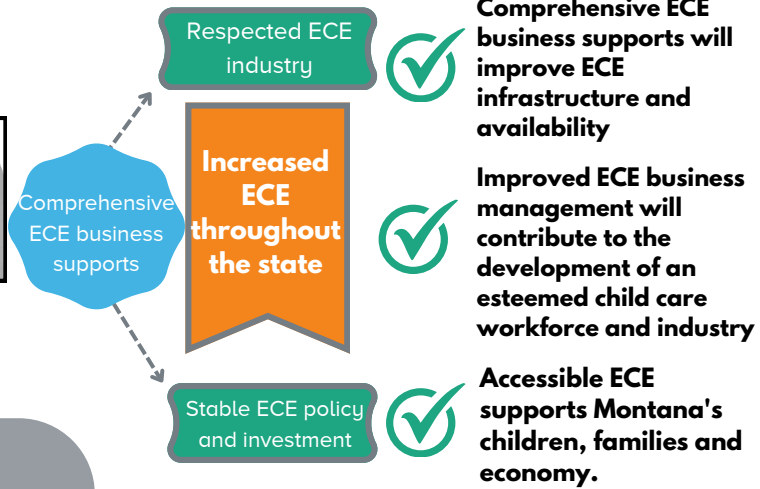 Respected ECE
industry
Comprehensive ECE
business supports will
improve ECE
infrastructure and
availability
Comprehensive
ECE business
supports
Increased
ECE
throughout
the state
Improved ECE business
management will
contribute to the
development of an
esteemed child care
workforce and industry
Stable ECE policy
and investment
Accessible ECE
supports Montana's
children, families and
economy.